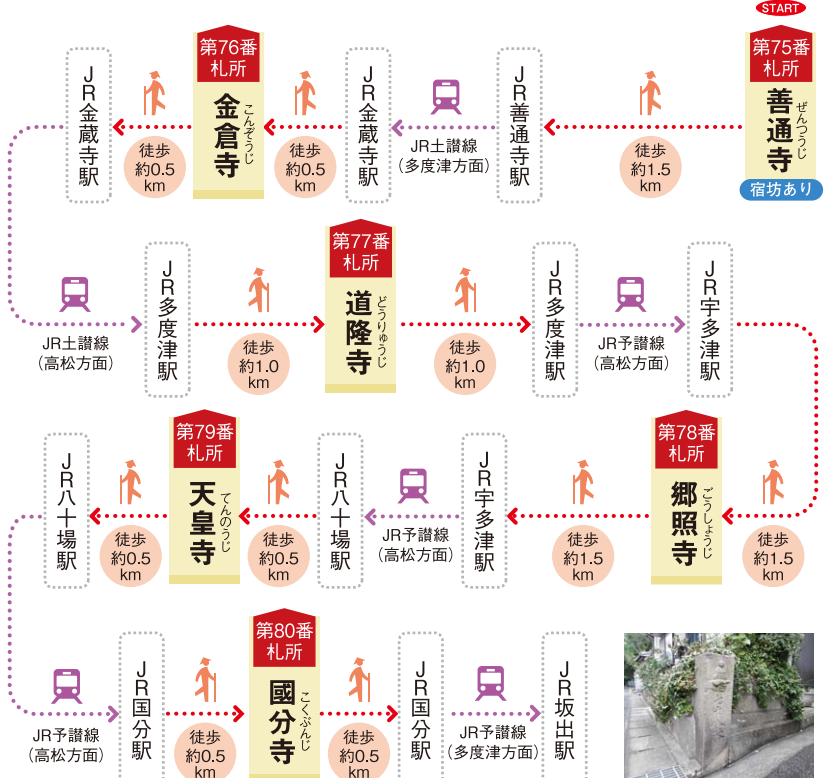 START
第75番
札所
善通寺
ぜんつうじ
宿坊あり
徒歩
約1.5
km
JR善通寺駅
JR土讃線
(多度津方面)
JR金蔵寺駅
徒歩
約0.5
km
第76番
札所
金倉寺
こんぞうじ
徒歩
約0.5
km
JR金蔵寺駅
JR土讃線
(高松方面)
JR多度津駅
徒歩
約1.0
km
第77番
札所
道隆寺
どうりゅうじ
徒歩
約1.0
km
JR多度津駅
JR予讃線
(高松方面)
JR宇多津駅
徒歩
約1.5
km
第78番
札所
郷照寺
ごうしょうじ
徒歩
約1.5
km
JR宇多津駅
JR予讃線
(高松方面)
JR八十場駅
徒歩
約0.5
km
第79番
札所
天皇寺
てんのうじ
徒歩
約0.5
km
JR八十場駅
JR予讃線
(高松方面)
JR国分駅
徒歩
約0.5
km
第80番
札所
國分寺
こくぶんじ
徒歩
約0.5
km
JR国分駅
JR予讃線
(多度津方面)
JR坂出駅